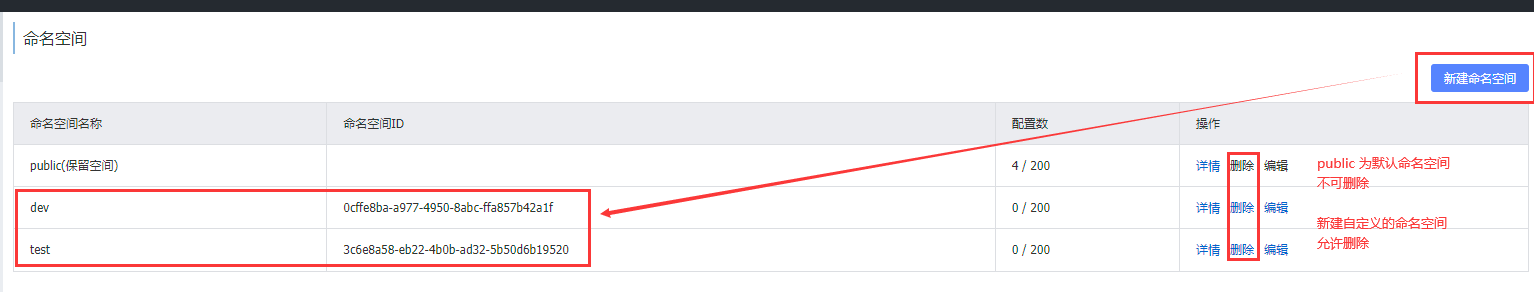 命名空间
新建命名空间
命名空间名称 命名空间ID 配置数 操作
public(保留空间) 4 / 200 详情 删除 编辑
public 为默认命名空间
不可删除
dev 0cffe8ba-a977-4950-8abc-ffa857b42a1f 0 / 200 详情 删除 编辑
新建自定义的命名空间
允许删除
test 3c6e8a58-eb22-4b0b-ad32-5b50d6b19520 0 / 200 详情 删除 编辑